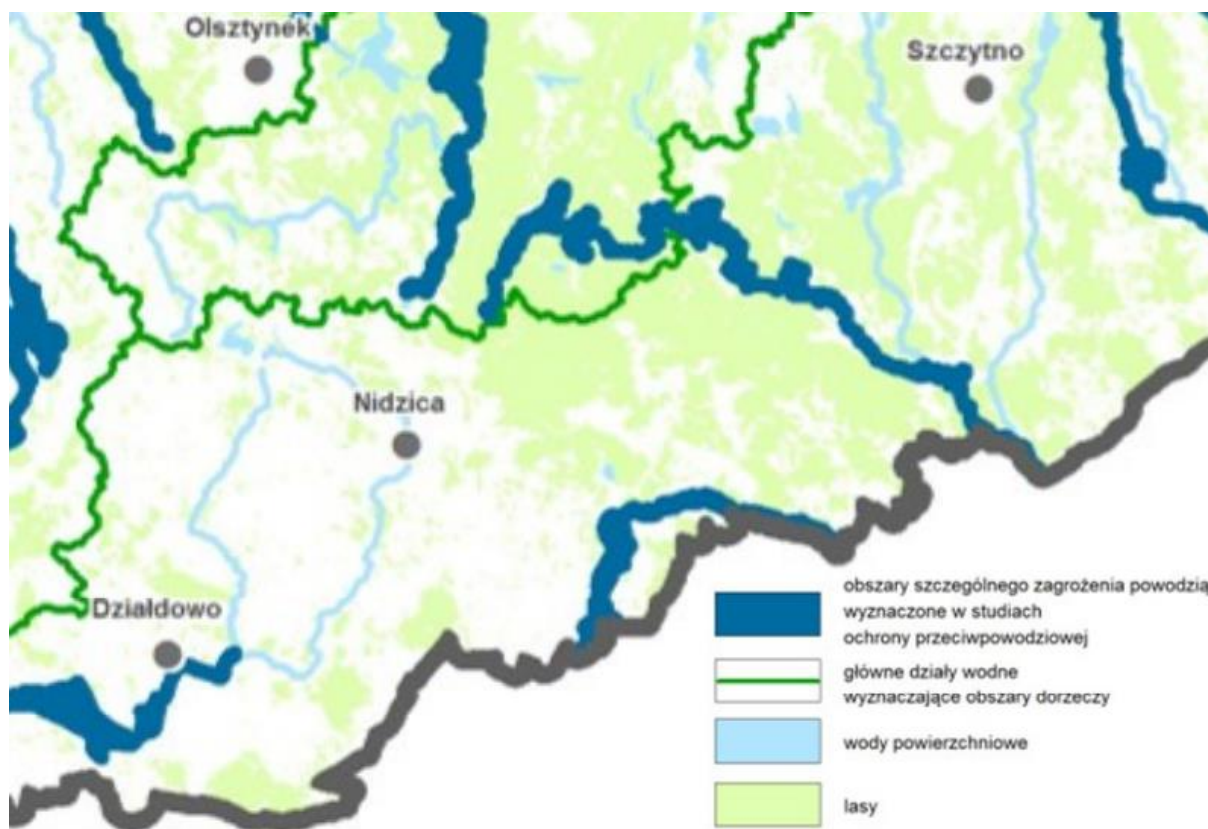 Olsztynek
Szczytno
Nidzica
Działdowo
obszary szczególnego zagrożenia powodzią
wyznaczone w studiach
ochrony przeciwpowodziowej
główne działy wodne
wyznaczające obszary dorzeczy
wody powierzchniowe
lasy